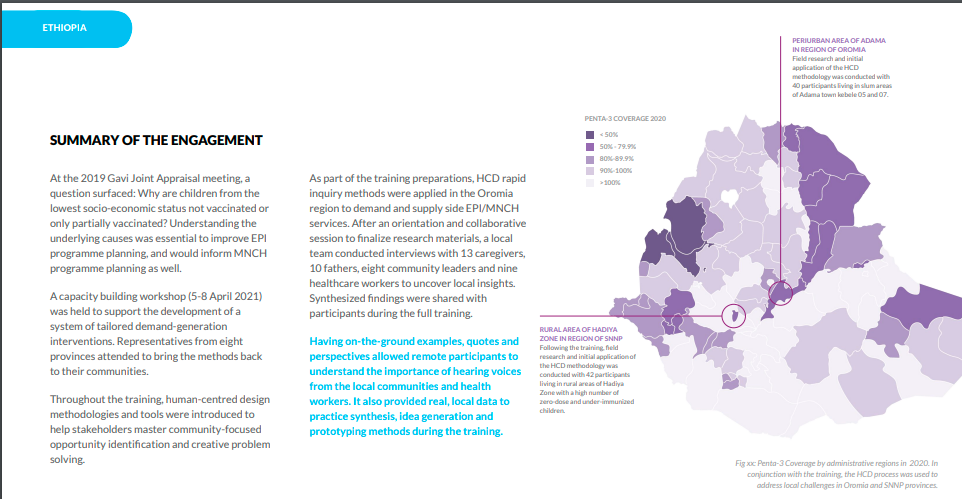 ETHIOPIA
SUMMARY OF THE ENGAGEMENT
At the 2019 Gavi Joint Appraisal meeting, a
question surfaced: Why are children from the
lowest socio-economic status not vaccinated or
only partially vaccinated? Understanding the
underlying causes was essential to improve EPI
programme planning, and would inform MNCH
programme planning as well.
A capacity building workshop (5-8 April 2021)
was held to support the development of a
system of tailored demand-generation
interventions. Representatives from eight
provinces attended to bring the methods back
to their communities.
Throughout the training, human-centred design
methodologies and tools were introduced to
help stakeholders master community-focused
opportunity identification and creative problem
solving.
As part of the training preparations, HCD rapid
inquiry methods were applied in the Oromia
region to demand and supply side EPI/MNCH
services. After an orientation and collaborative
session to finalize research materials, a local
team conducted interviews with 13 caregivers,
10 fathers, eight community leaders and nine
healthcare workers to uncover local insights.
Synthesized findings were shared with
participants during the full training.
Having on-the-ground examples, quotes and
perspectives allowed remote participants to
understand the importance of hearing voices
from the local communities and health
workers. It also provided real, local data to
practice synthesis, idea generation and
prototyping methods during the training.
PERIURBAN AREA OF ADAMA
IN REGION OF OROMIA
Field research and initial
application of the HCD
methodology was conducted with
40 participants living in slum areas
of Adama town kebele 05 and 07.
PENTA-3 COVERAGE 2020
< 50%
50% - 79.9%
80%-89.9%
90%-100%
>100%
RURAL AREA OF HADIYA
ZONE IN REGION OF SNNP
Following the training, field
research and initial application of
the HCD methodology was
conducted with 42 participants
living in rural areas of Hadiya
Zone with a high number of
zero-dose and under-immunized
children.
Fig xx: Penta-3 Coverage by administrative regions in 2020. In
conjunction with the training, the HCD process was used to
address local challenges in Oromia and SNNP provinces.